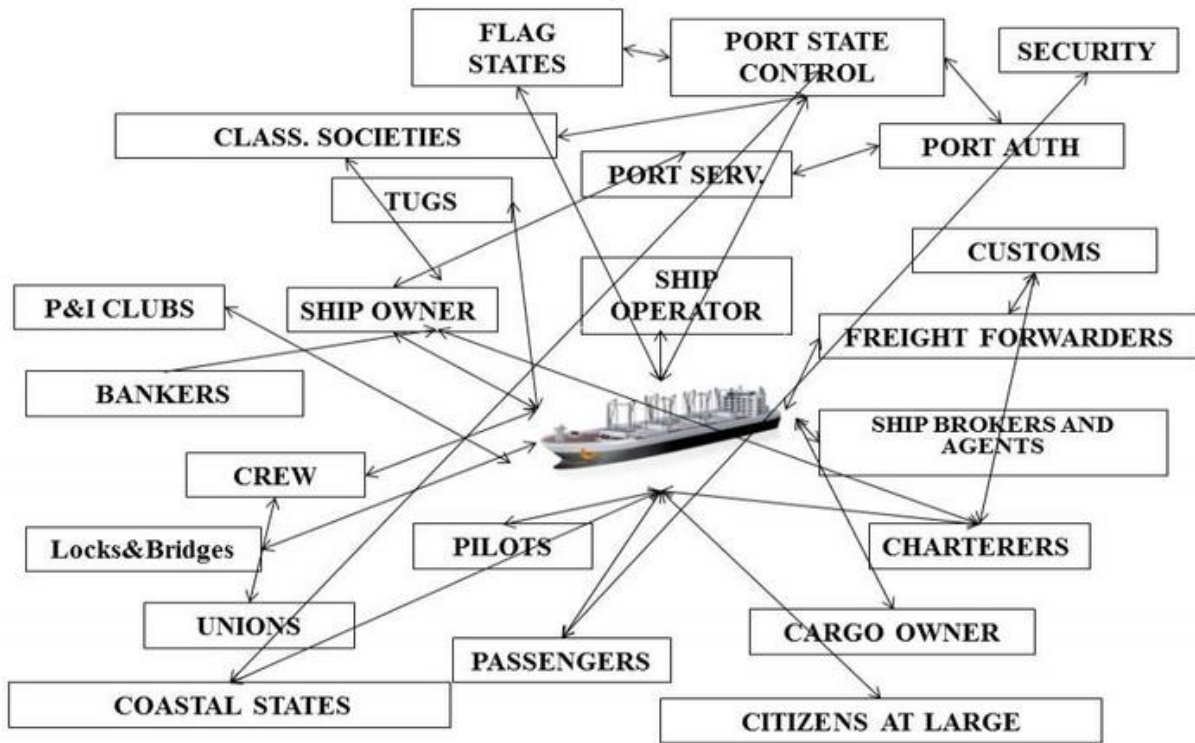 FLAG
STATES
PORT STATE
CONTROL
SECURITY
CLASS. SOCIETIES
PORT SERV.
PORT AUTH
TUGS
CUSTOMS
P&I CLUBS
SHIP OWNER
SHIP
OPERATOR
FREIGHT FORWARDERS
BANKERS
SHIP BROKERS AND
AGENTS
CREW
Locks&Bridges
PILOTS
CHARTERERS
UNIONS
PASSENGERS
CARGO OWNER
COASTAL STATES
CITIZENS AT LARGE